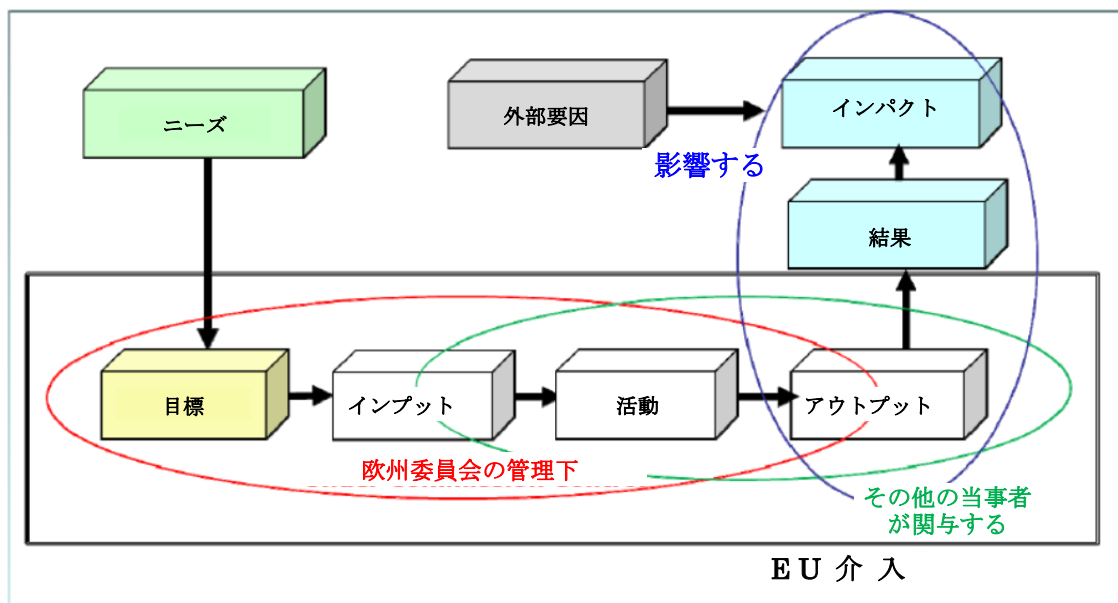 ニーズ
外部要因
インパクト
影響する
結果
目標
インプット
活動
アウトプット
欧州委員会の管理下
その他の当事者
が関与する
EU介入